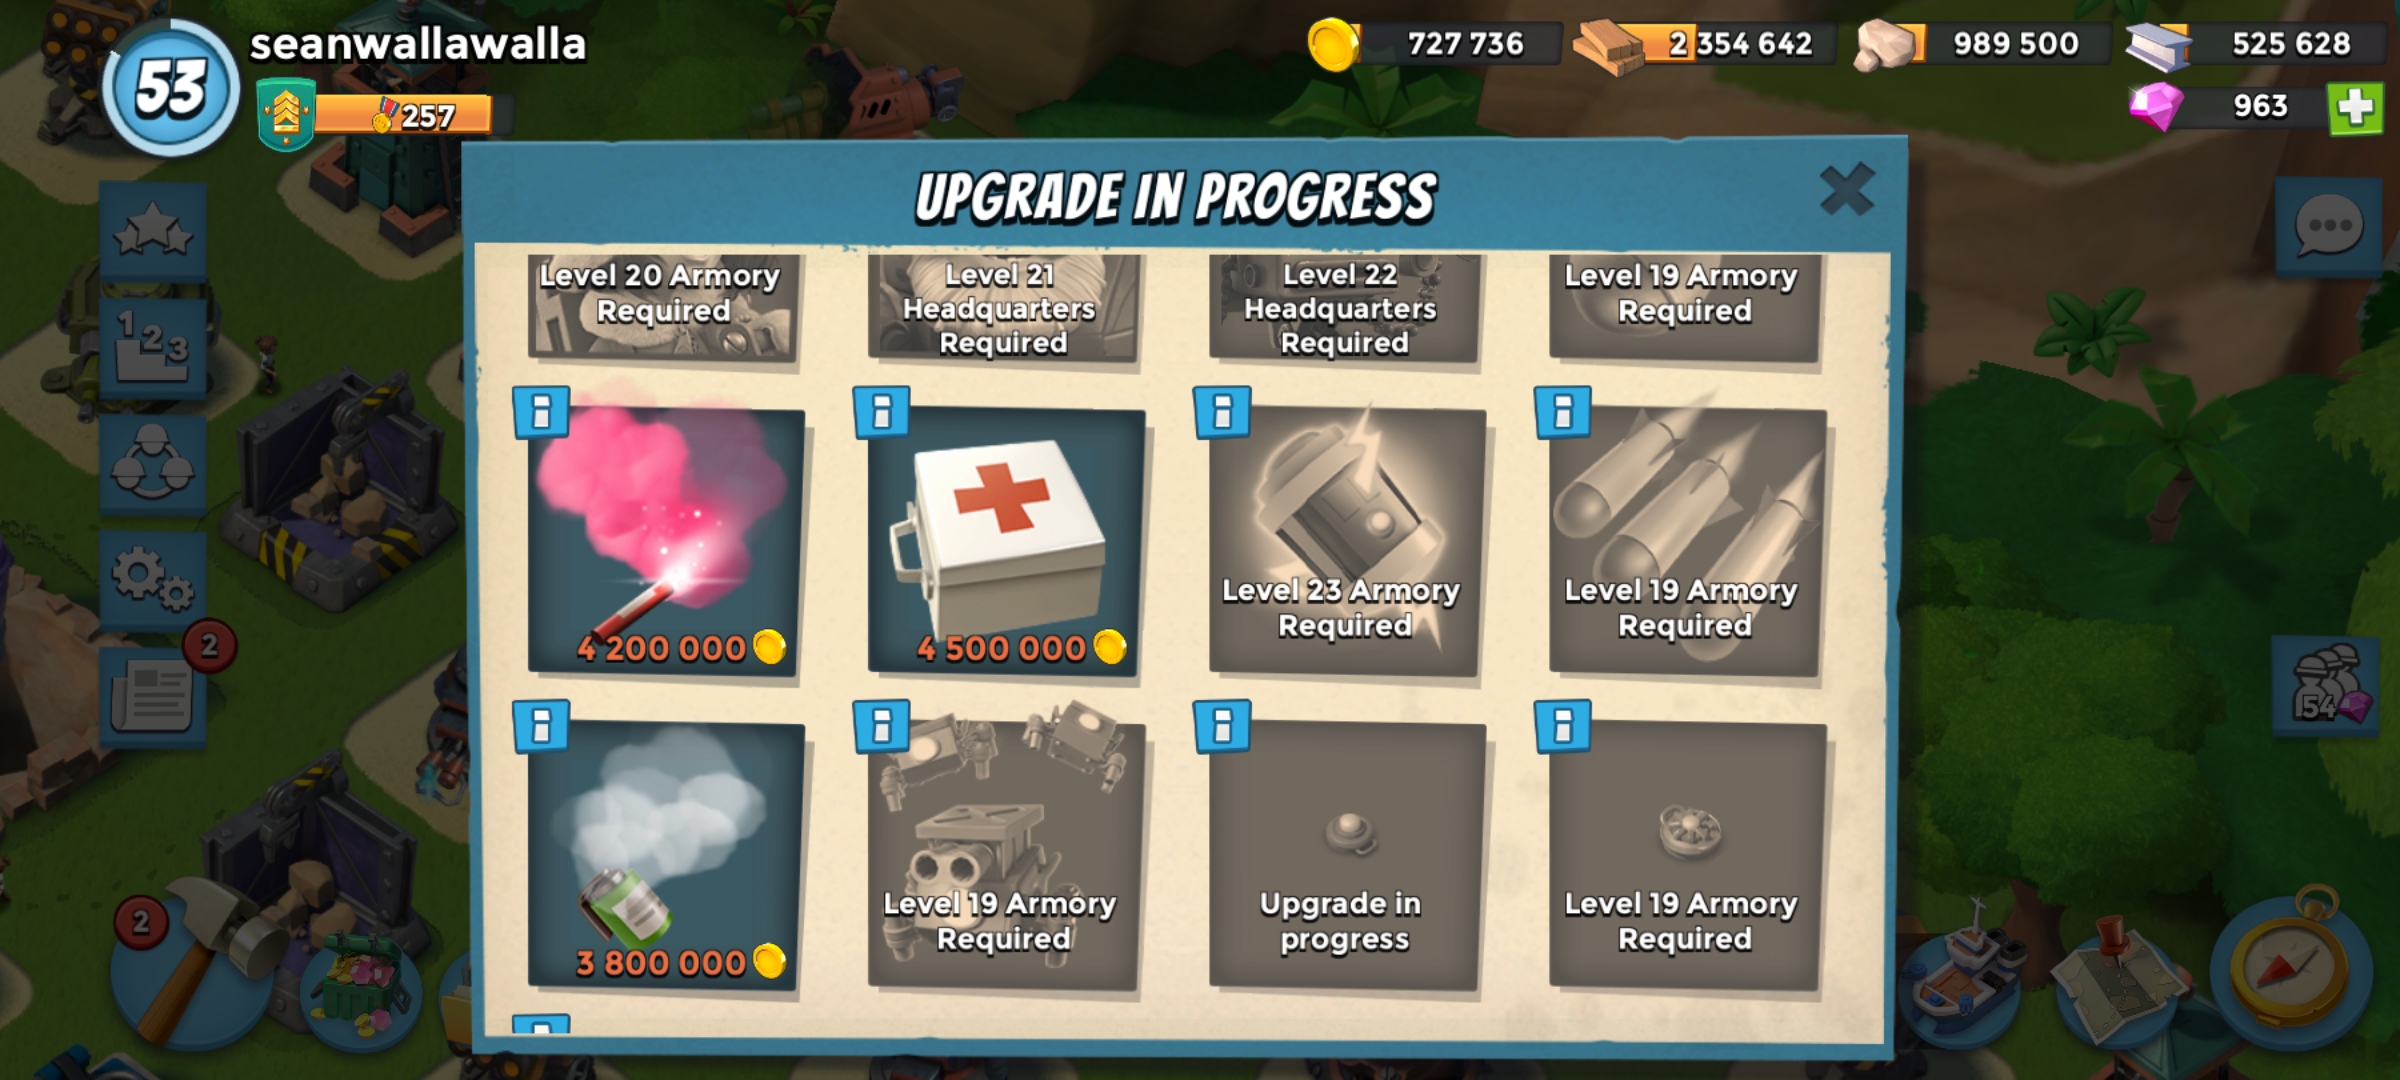 53
seanwallawalla
257
727 736
2 354 642
989 500
525 628
963
UPGRADE IN PROGRESS
Level 20 Armory
Required
Level 21
Headquarters
Required
Level 22
Headquarters
Required
Level 19 Armory
Required
4 200 000
4 500 000
Level 23 Armory
Required
Level 19 Armory
Required
3 800 000
Level 19 Armory
Required
Upgrade in
progress
Level 19 Armory
Required
1 2 3
2
2
54